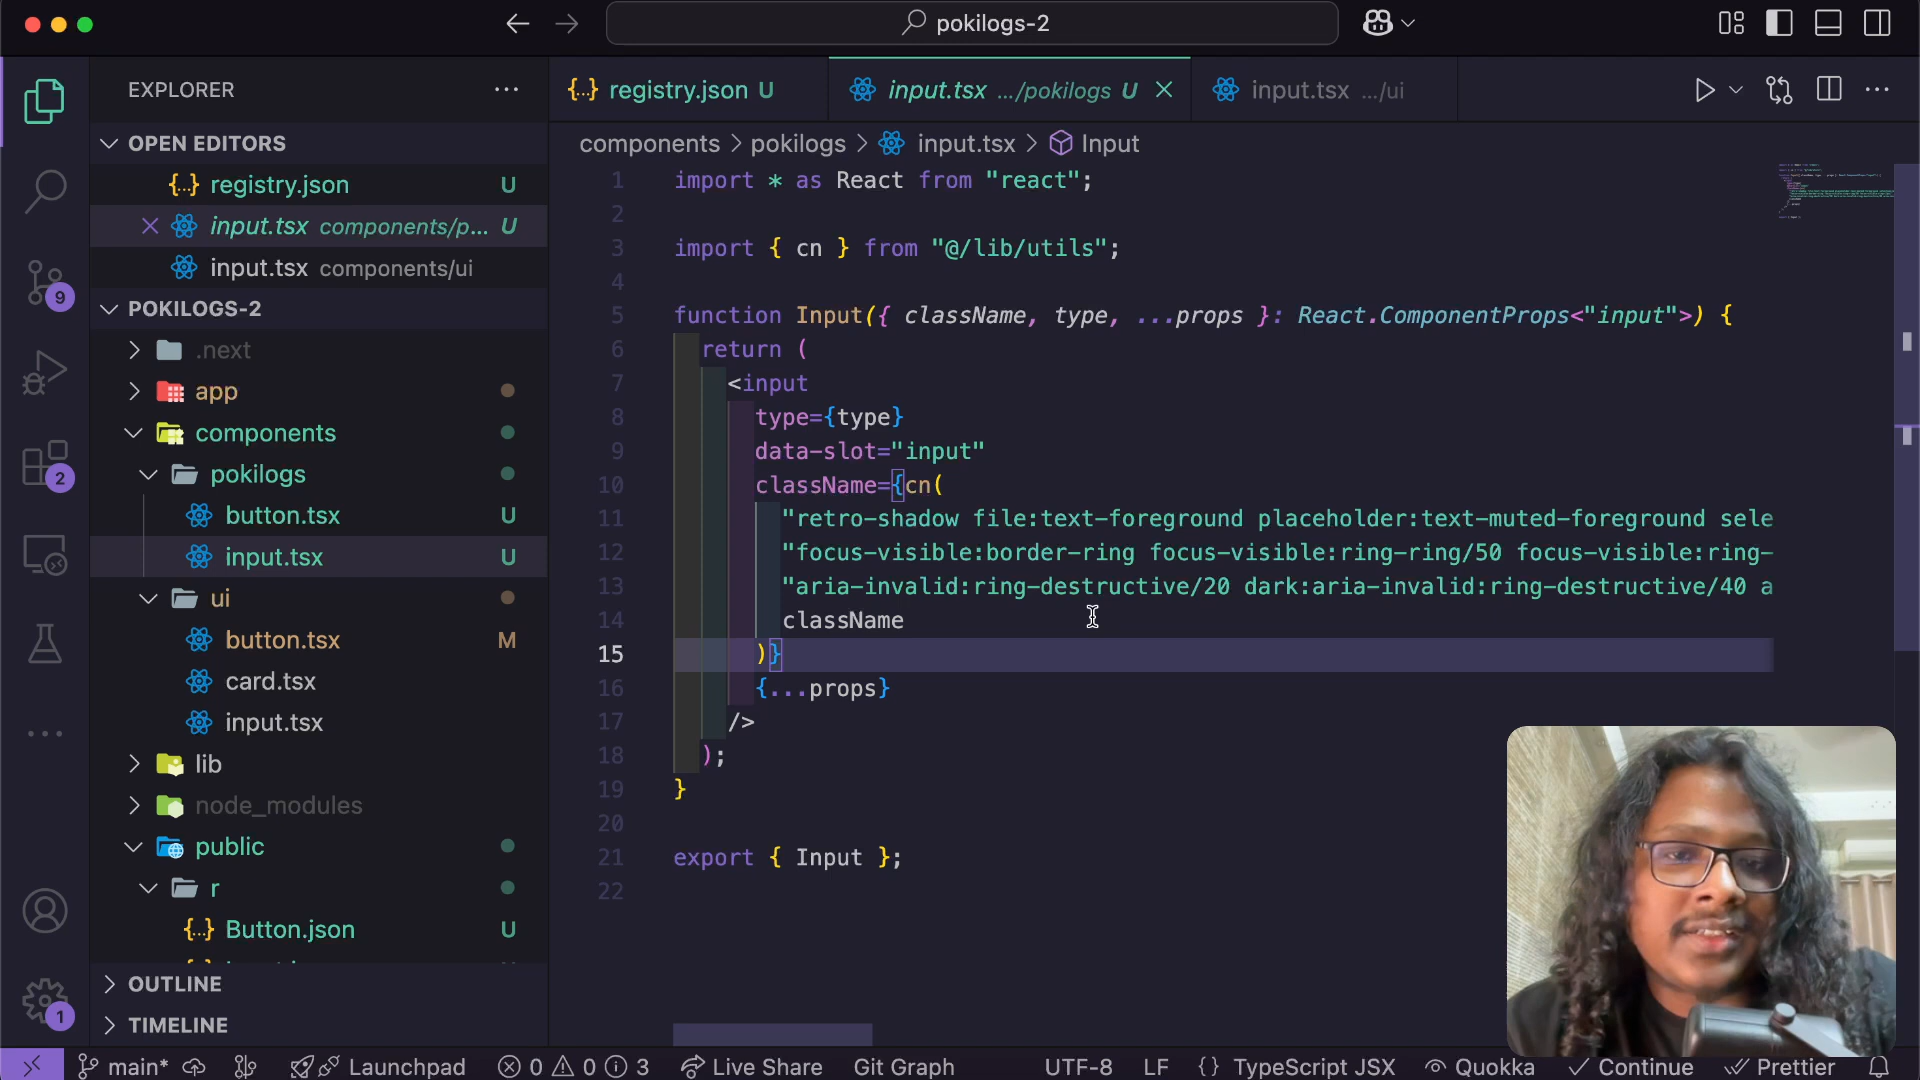 pokilogs-2
EXPLORER
OPEN EDITORS
registry.json U
input.tsx components/p... U
input.tsx components/ui
POKILOGS-2
.next
app
components
pokilogs
button.tsx U
input.tsx U
ui
button.tsx M
card.tsx
input.tsx
lib
node_modules
public
r
Button.json U
OUTLINE
TIMELINE
9
2
1
registry.json U
input.tsx .../pokilogs U
input.tsx .../ui
components > pokilogs > input.tsx > Input
1 import * as React from "react";
2
3 import { cn } from "@/lib/utils";
4
5 function Input({ className, type, ...props }: React.ComponentProps<"input">) {
6 return (
7 <input
8 type={type}
9 data-slot="input"
10 className={cn(
11 "retro-shadow file:text-foreground placeholder:text-muted-foreground sele
12 "focus-visible:border-ring focus-visible:ring-ring/50 focus-visible:ring-
13 "aria-invalid:ring-destructive/20 dark:aria-invalid:ring-destructive/40 a
14 className
15 )}
16 {...props}
17 />
18 );
19 }
20
21 export { Input };
22
main* Launchpad 0 0 3 Live Share Git Graph UTF-8 LF {} TypeScript JSX Quokka Continue Prettier